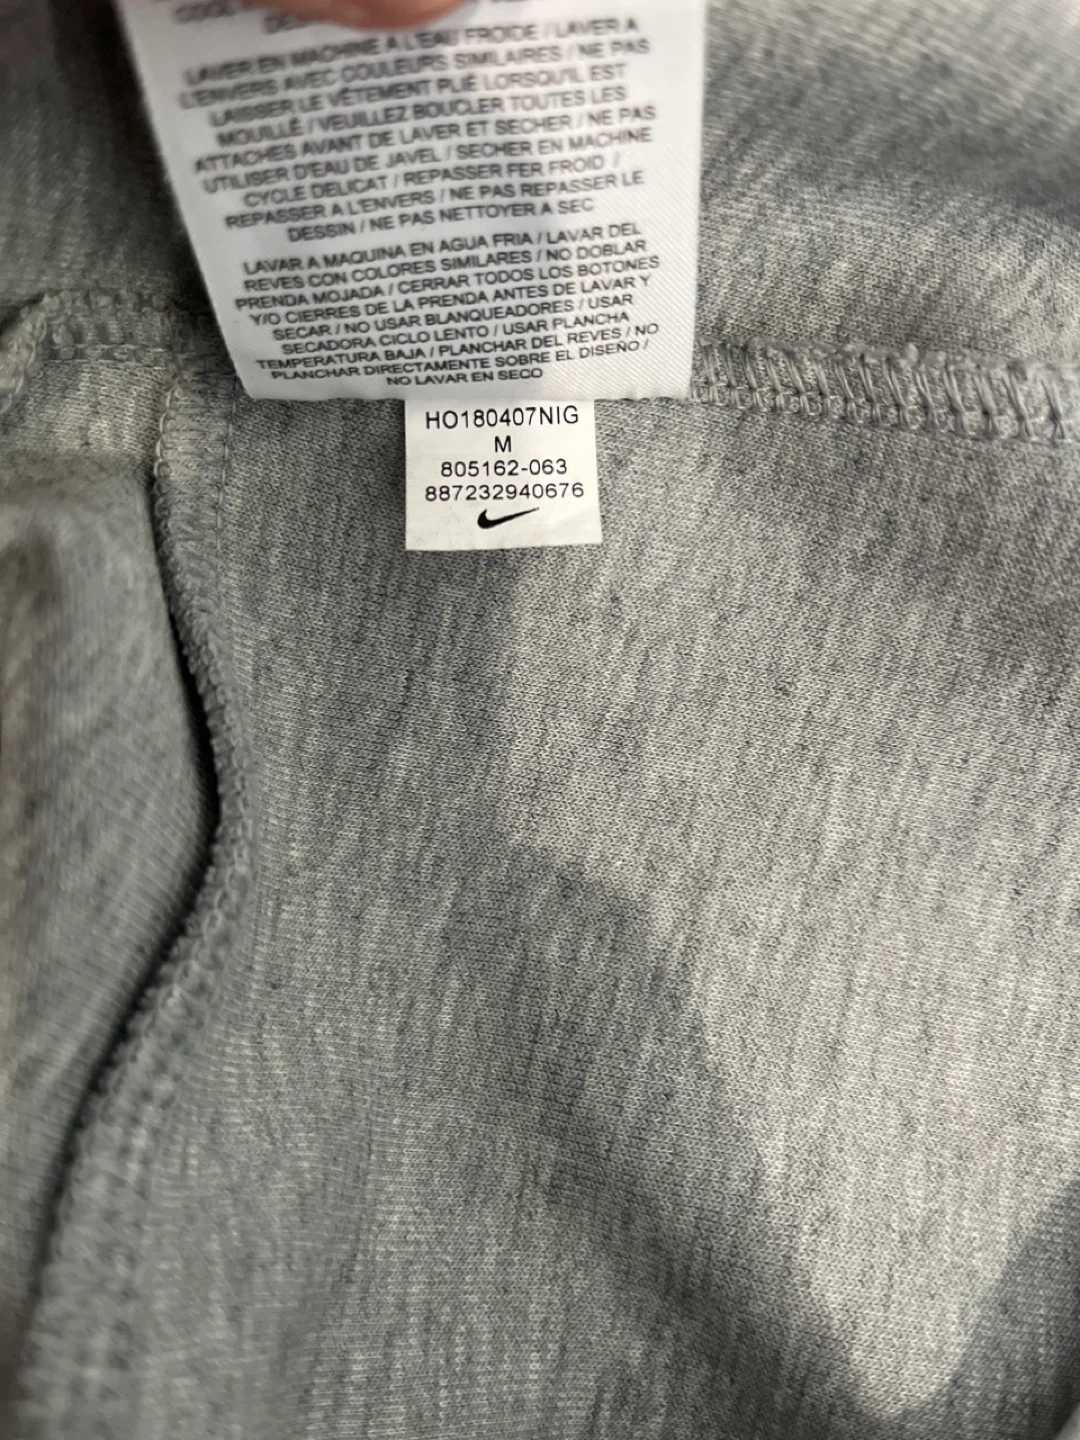 LAVER EN MACHINE A L'EAU FROIDE / LAVER A
L'ENVERS AVEC COULEURS SIMILAIRES / NE PAS
LAISSER LE VÊTEMENT PLIÉ LORSQU'IL EST
MOUILLÉ / VEUILLEZ BOUCLER TOUTES LES
ATTACHES AVANT DE LAVER ET SECHER / NE PAS
UTILISER D'EAU DE JAVEL / SECHER EN MACHINE
CYCLE DELICAT / REPASSER FER FROID /
REPASSER A L'ENVERS / NE PAS REPASSER LE
DESSIN / NE PAS NETTOYER A SEC
LAVAR A MAQUINA EN AGUA FRIA / LAVAR DEL
REVES CON COLORES SIMILARES / NO DOBLAR
PRENDA MOJADA / CERRAR TODOS LOS BOTONES
Y/O CIERRES DE LA PRENDA ANTES DE LAVAR Y
SECAR / NO USAR BLANQUEADORES / USAR
SECADORA CICLO LENTO / USAR PLANCHA
TEMPERATURA BAJA / PLANCHAR DEL REVES / NO
PLANCHAR DIRECTAMENTE SOBRE EL DISEÑO /
NO LAVAR EN SECO
HO180407NIG
M
805162-063
887232940676